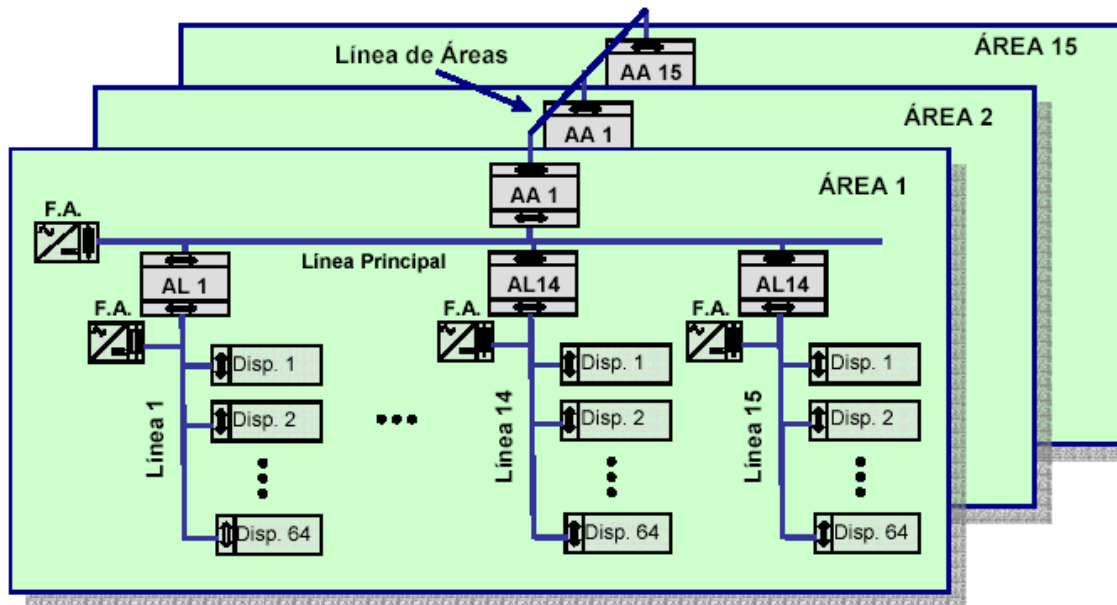 ÁREA 15
Línea de Áreas
AA 15
ÁREA 2
AA 1
ÁREA 1
AA 1
F.A.
Línea Principal
AL 1
AL14
AL14
F.A.
F.A.
F.A.
Disp. 1
Disp. 1
Disp. 1
Disp. 2
Disp. 2
Disp. 2
Línea 1
Línea 14
Línea 15
Disp. 64
Disp. 64
Disp. 64